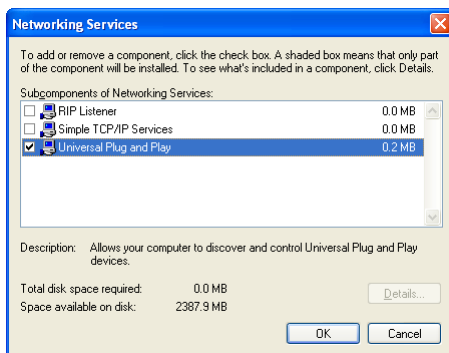 Networking Services
To add or remove a component, click the check box. A shaded box means that only part
of the component will be installed. To see what's included in a component, click Details.
Subcomponents of Networking Services:
RIP Listener 0.0 MB
Simple TCP/IP Services 0.0 MB
Universal Plug and Play 0.2 MB
Description: Allows your computer to discover and control Universal Plug and Play
devices.
Total disk space required: 0.0 MB
Space available on disk: 2387.9 MB
Details...
OK Cancel